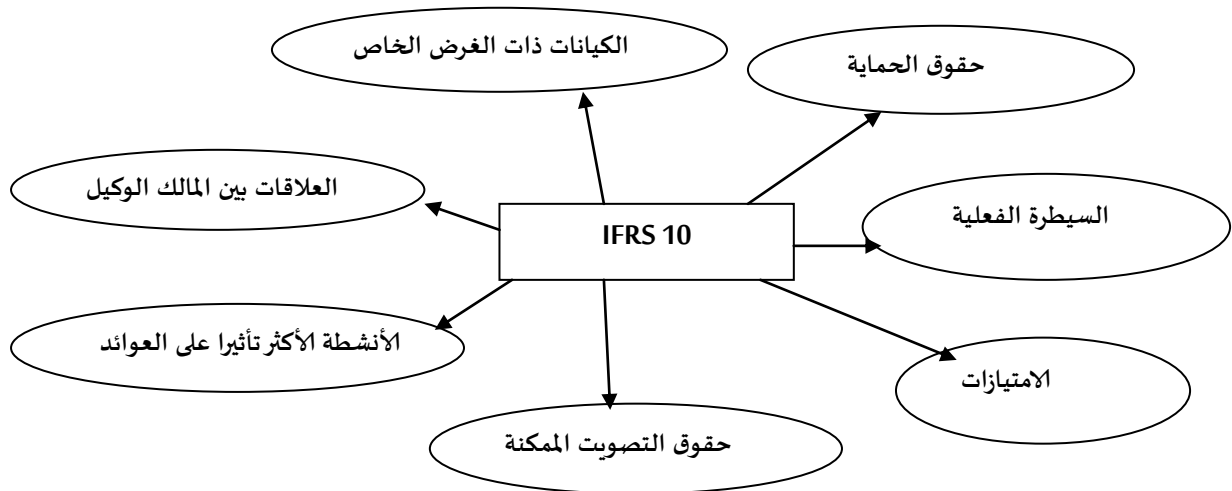 الكيانات ذات الغرض الخاص
حقوق الحماية
العلاقات بين المالك الوكيل
السيطرة الفعلية
IFRS 10
الأنشطة الأكثر تأثيرا على العوائد
الامتيازات
حقوق التصويت الممكنة